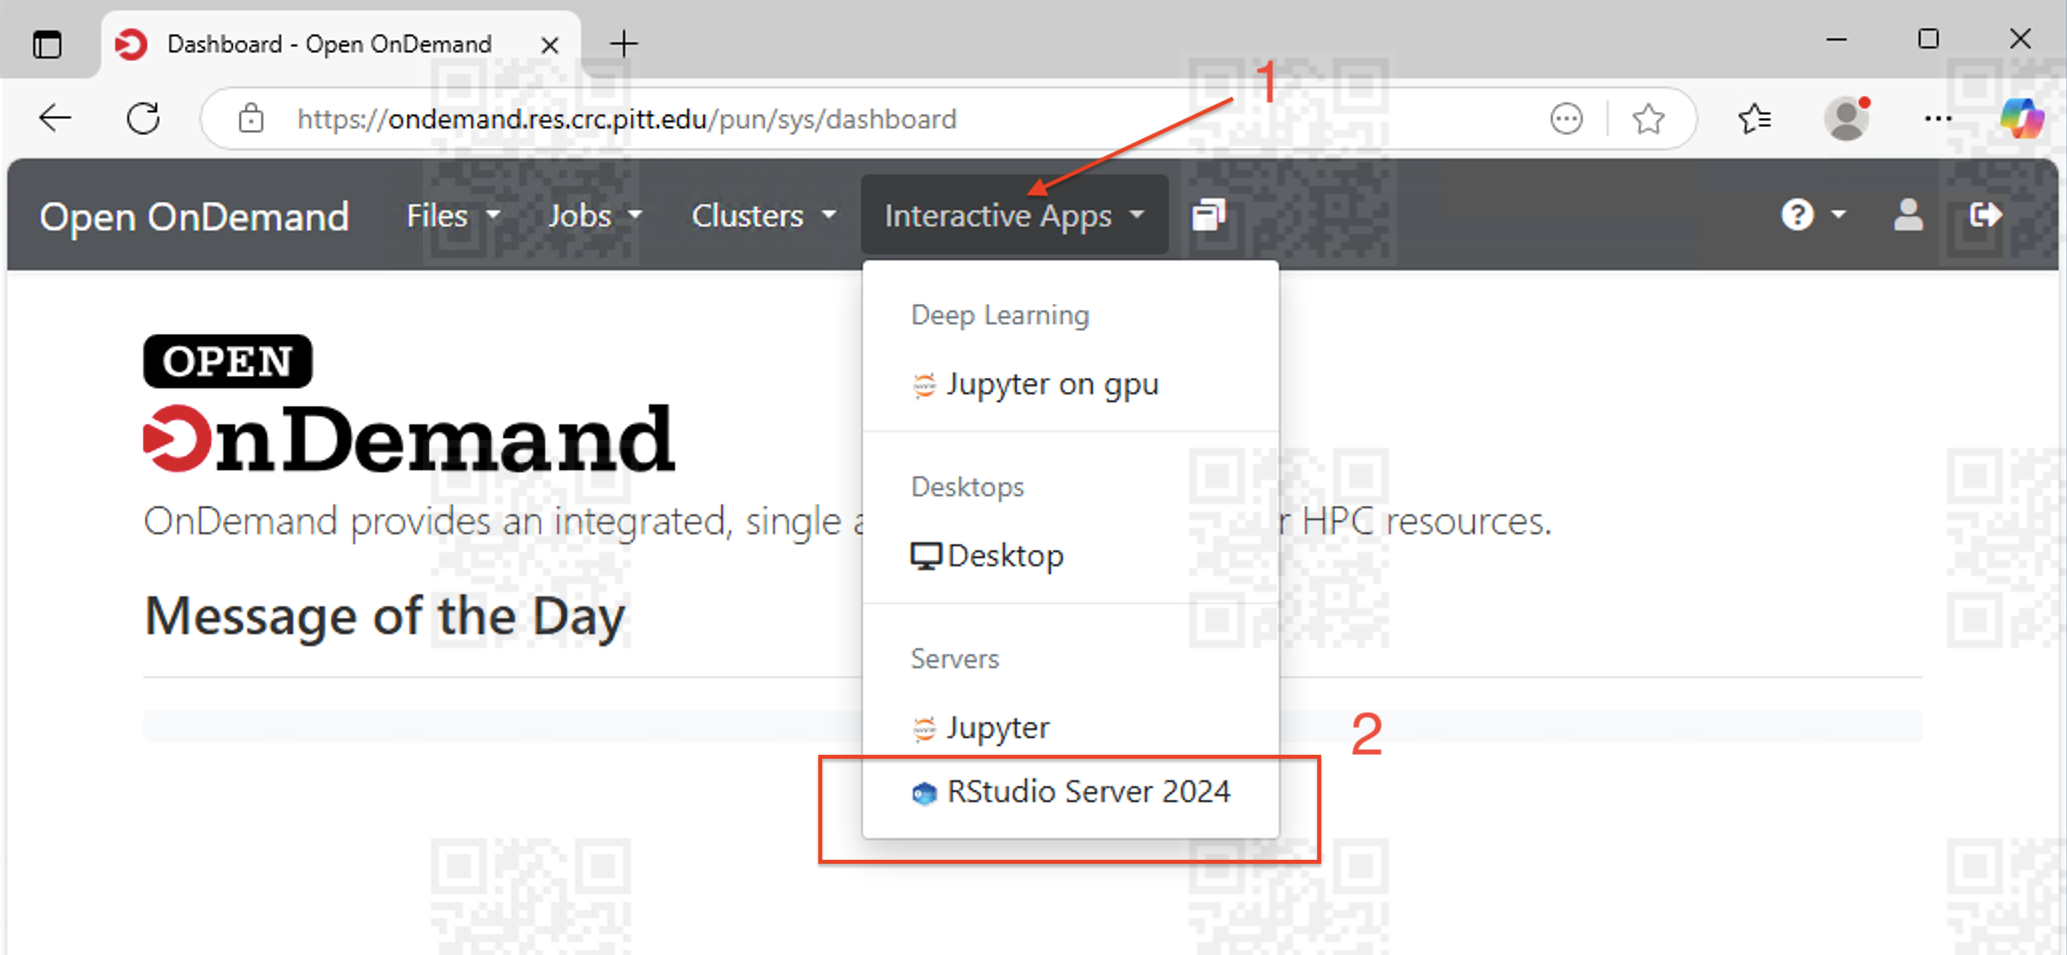 Dashboard - Open OnDemand
1
https://ondemand.res.crc.pitt.edu/pun/sys/dashboard
Open OnDemand Files Jobs Clusters Interactive Apps
Deep Learning
OPEN
Jupyter on gpu
OnDemand
Desktops
OnDemand provides an integrated, single a r HPC resources.
Desktop
Message of the Day
Servers
Jupyter
2
RStudio Server 2024